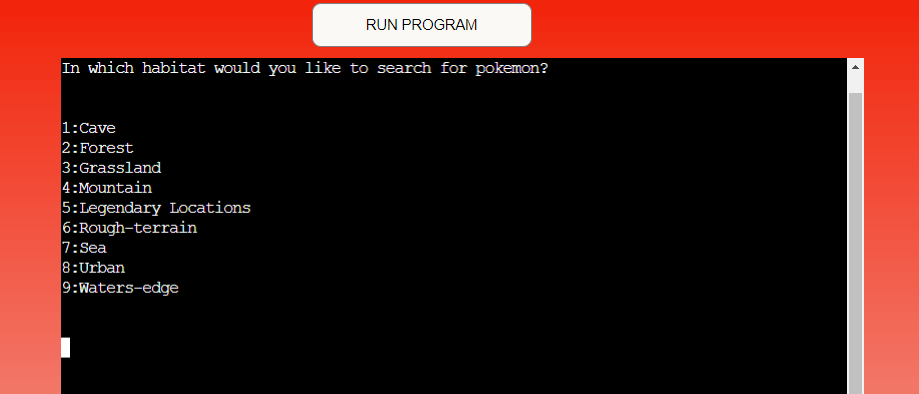 RUN PROGRAM
In which habitat would you like to search for pokemon?
1:Cave
2:Forest
3:Grassland
4:Mountain
5:Legendary Locations
6:Rough-terrain
7:Sea
8:Urban
9:Waters-edge